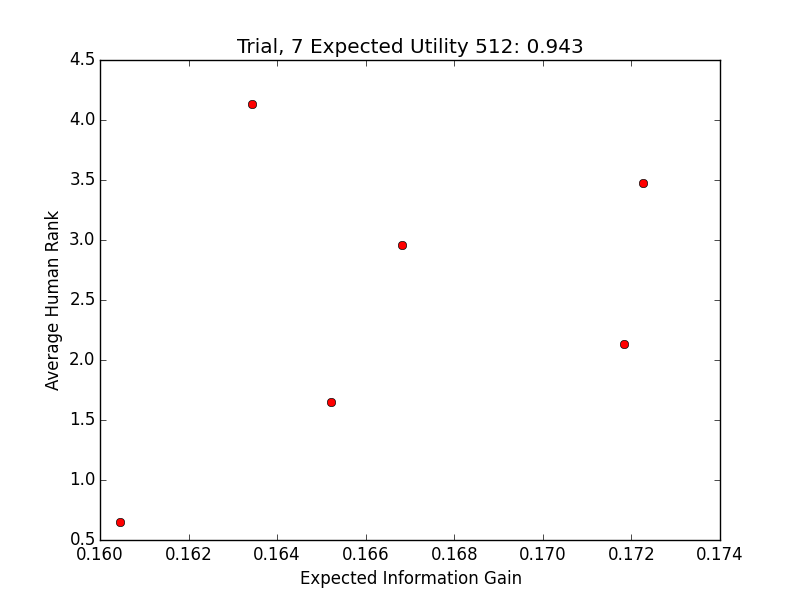 Trial, 7 Expected Utility 512: 0.943
4.5
4.0
3.5
3.0
2.5
2.0
1.5
1.0
0.5
Average Human Rank
0.160 0.162 0.164 0.166 0.168 0.170 0.172 0.174
Expected Information Gain